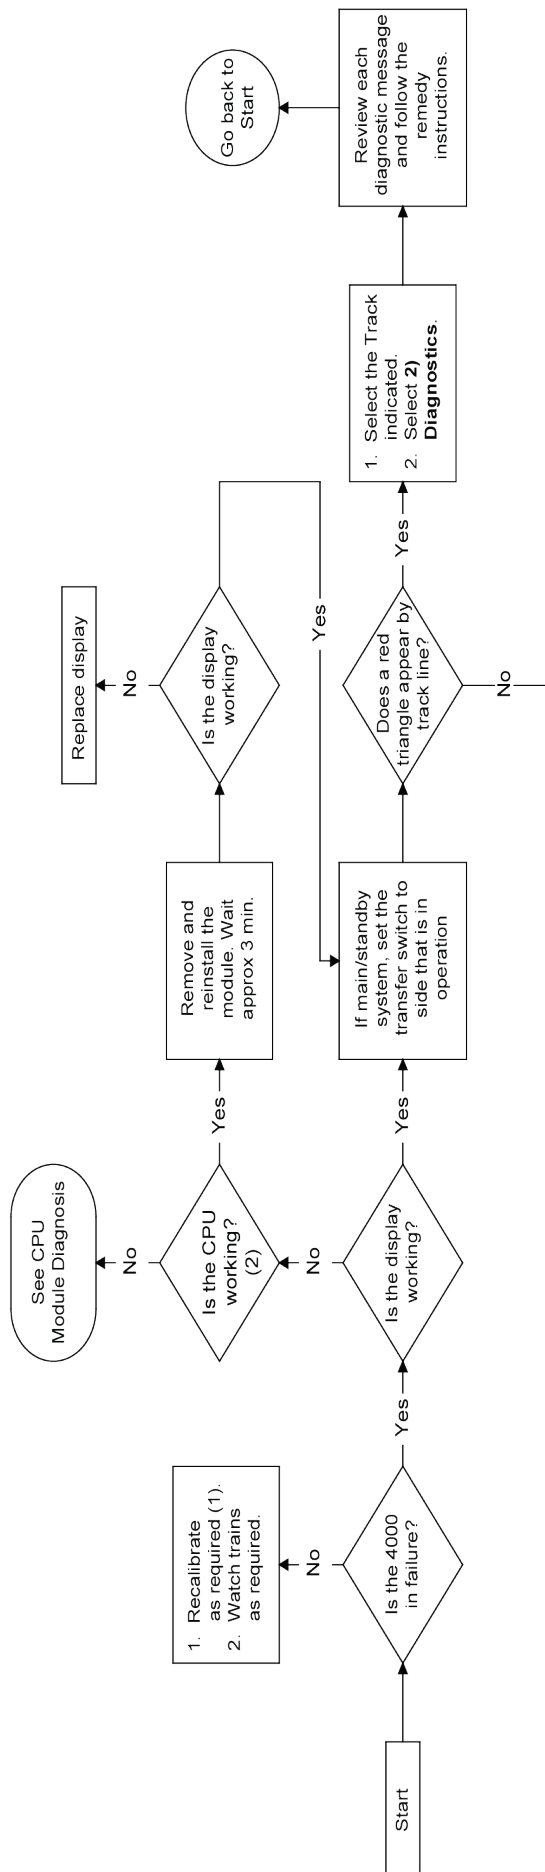 Start
Is the 4000
in failure?
No
1. Recalibrate
as required (1).
2. Watch trains
as required.
Yes
Is the display
working?
No
Is the CPU
working?
(2)
No
See CPU
Module Diagnosis
Yes
Remove and
reinstall the
module. Wait
approx 3 min.
Is the display
working?
No
Replace display
Yes
Yes
If main/standby
system, set the
transfer switch to
side that is in
operation
Does a red
triangle appear by
track line?
No
Yes
1. Select the Track
indicated.
2. Select 2)
Diagnostics.
Review each
diagnostic message
and follow the
remedy
instructions.
Go back to
Start